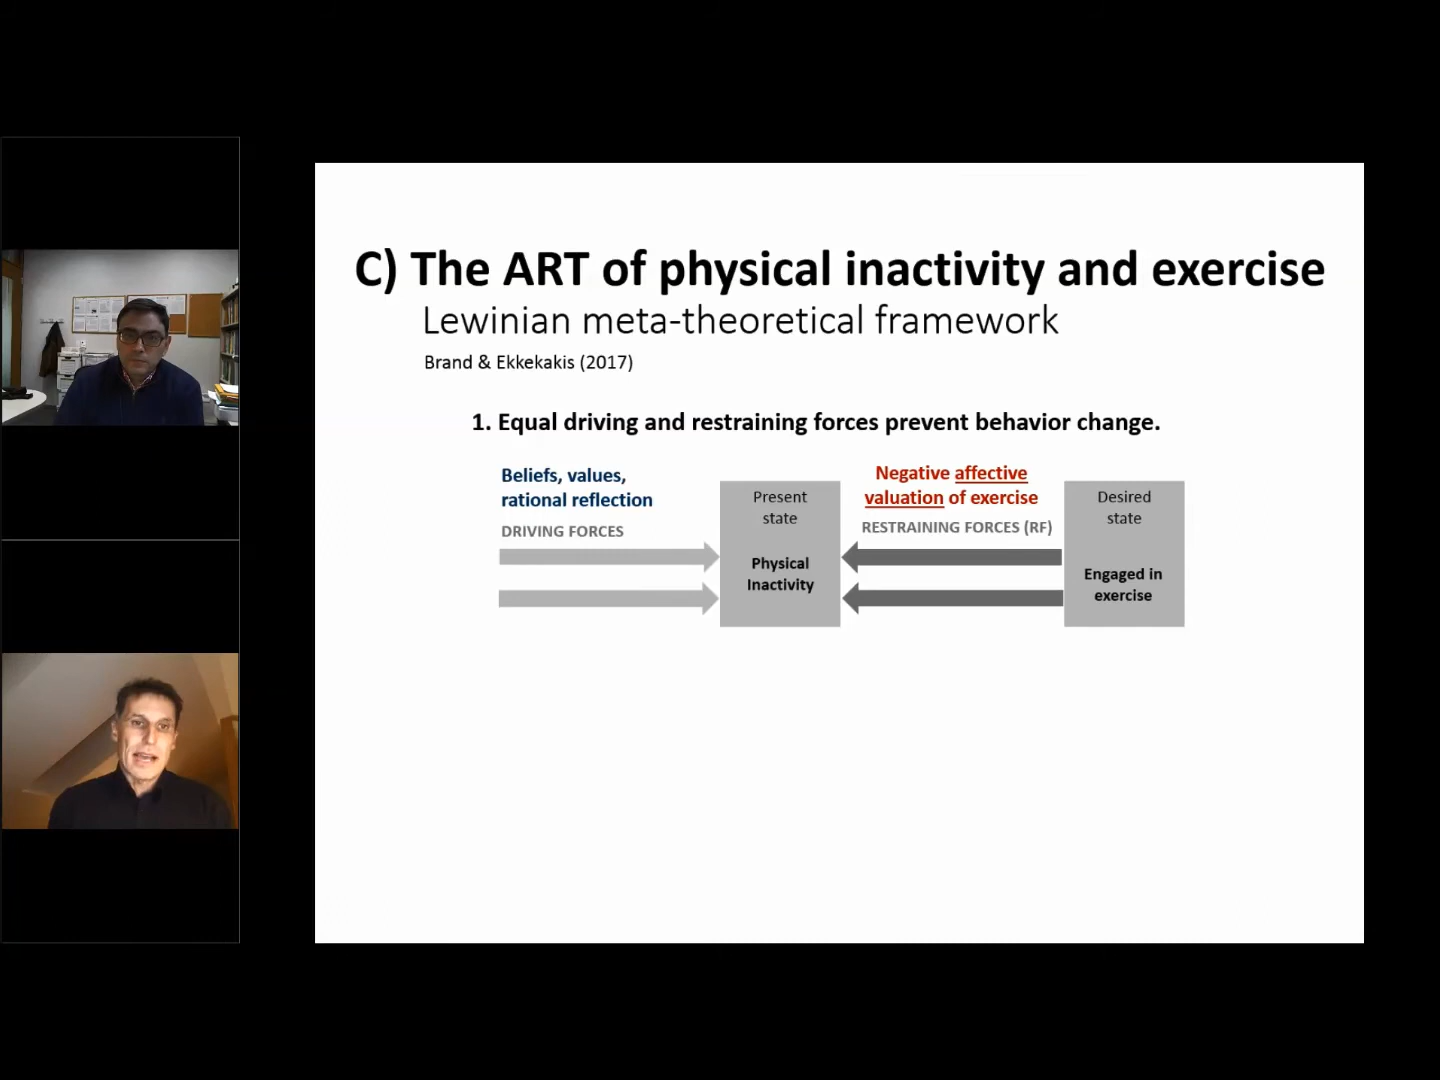 C) The ART of physical inactivity and exercise
Lewinian meta-theoretical framework
Brand & Ekkekakis (2017)
1. Equal driving and restraining forces prevent behavior change.
Beliefs, values,
rational reflection
DRIVING FORCES
Present
state
Physical
Inactivity
Negative affective
valuation of exercise
RESTRAINING FORCES (RF)
Desired
state
Engaged in
exercise